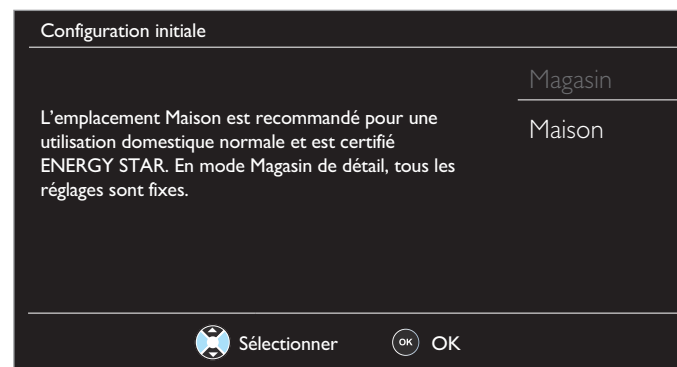 Configuration initiale
Magasin
Maison
L'emplacement Maison est recommandé pour une
utilisation domestique normale et est certifié
ENERGY STAR. En mode Magasin de détail, tous les
réglages sont fixes.
Sélectionner OK OK